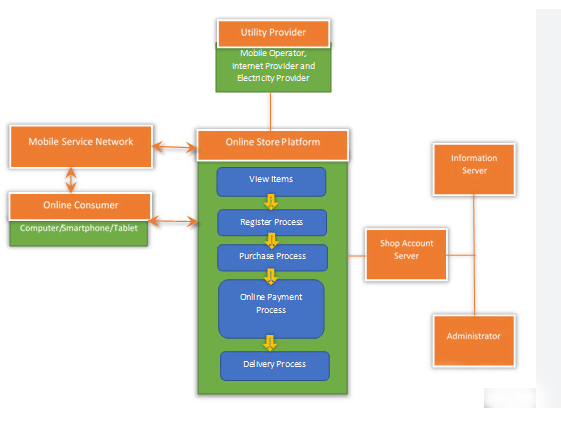 Utility Provider
Mobile Operator,
Internet Provider and
Electricity Provider
Mobile Service Network
Online Store Platform
Information
Server
View Items
Online Consumer
Computer/Smartphone/Tablet
Register Process
Purchase Process
Shop Account
Server
Online Payment
Process
Administrator
Delivery Process